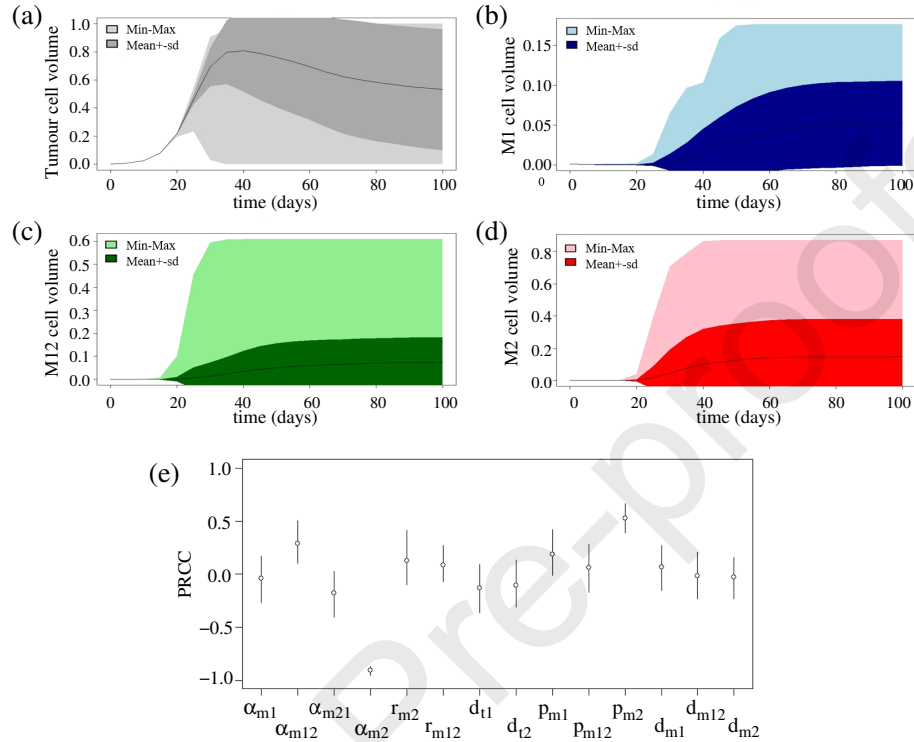 (a)
Min-Max
Mean+-sd
Tumour cell volume
1.0
0.8
0.6
0.4
0.2
0.0
0 20 40 60 80 100
time (days)
(b)
Min-Max
Mean+-sd
M1 cell volume
0.15
0.10
0.05
0.00
0
0 20 40 60 80 100
time (days)
(c)
Min-Max
Mean+-sd
M12 cell volume
0.6
0.5
0.4
0.3
0.2
0.1
0.0
0 20 40 60 80 100
time (days)
(d)
Min-Max
Mean+-sd
M2 cell volume
0.8
0.6
0.4
0.2
0.0
0 20 40 60 80 100
time (days)
(e)
PRCC
1.0
0.5
0.0
−0.5
−1.0
αm1 αm12 αm21 αm2 rm2 rm12 dt1 dt2 pm1 pm12 pm2 dm1 dm12 dm2
Pre-proofs